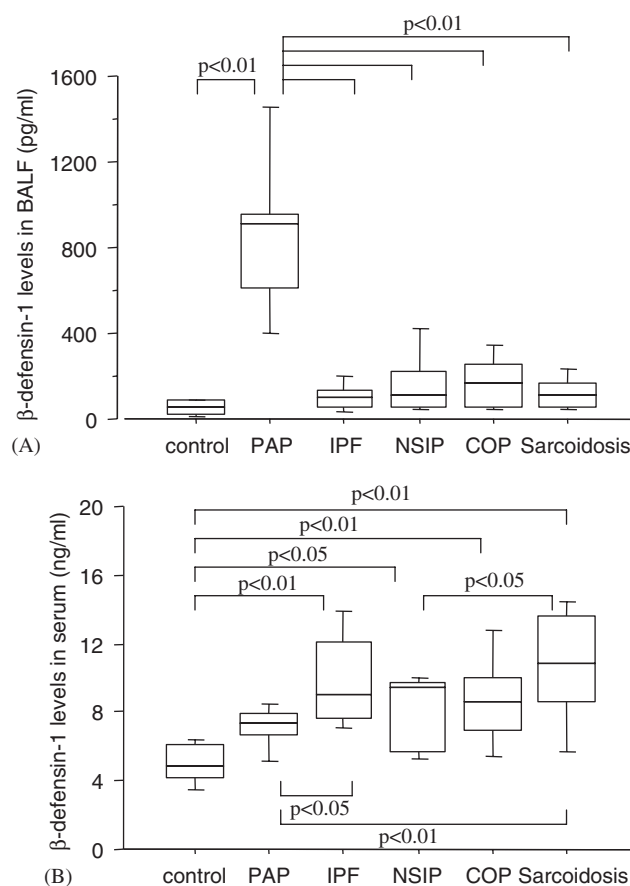 p<0.01
p<0.01
1600
1200
800
400
0
β-defensin-1 levels in BALF (pg/ml)
(A)
control PAP IPF NSIP COP Sarcoidosis
20
16
12
8
4
0
β-defensin-1 levels in serum (ng/ml)
p<0.01
p<0.01
p<0.05
p<0.01
p<0.05
p<0.05
p<0.01
(B)
control PAP IPF NSIP COP Sarcoidosis